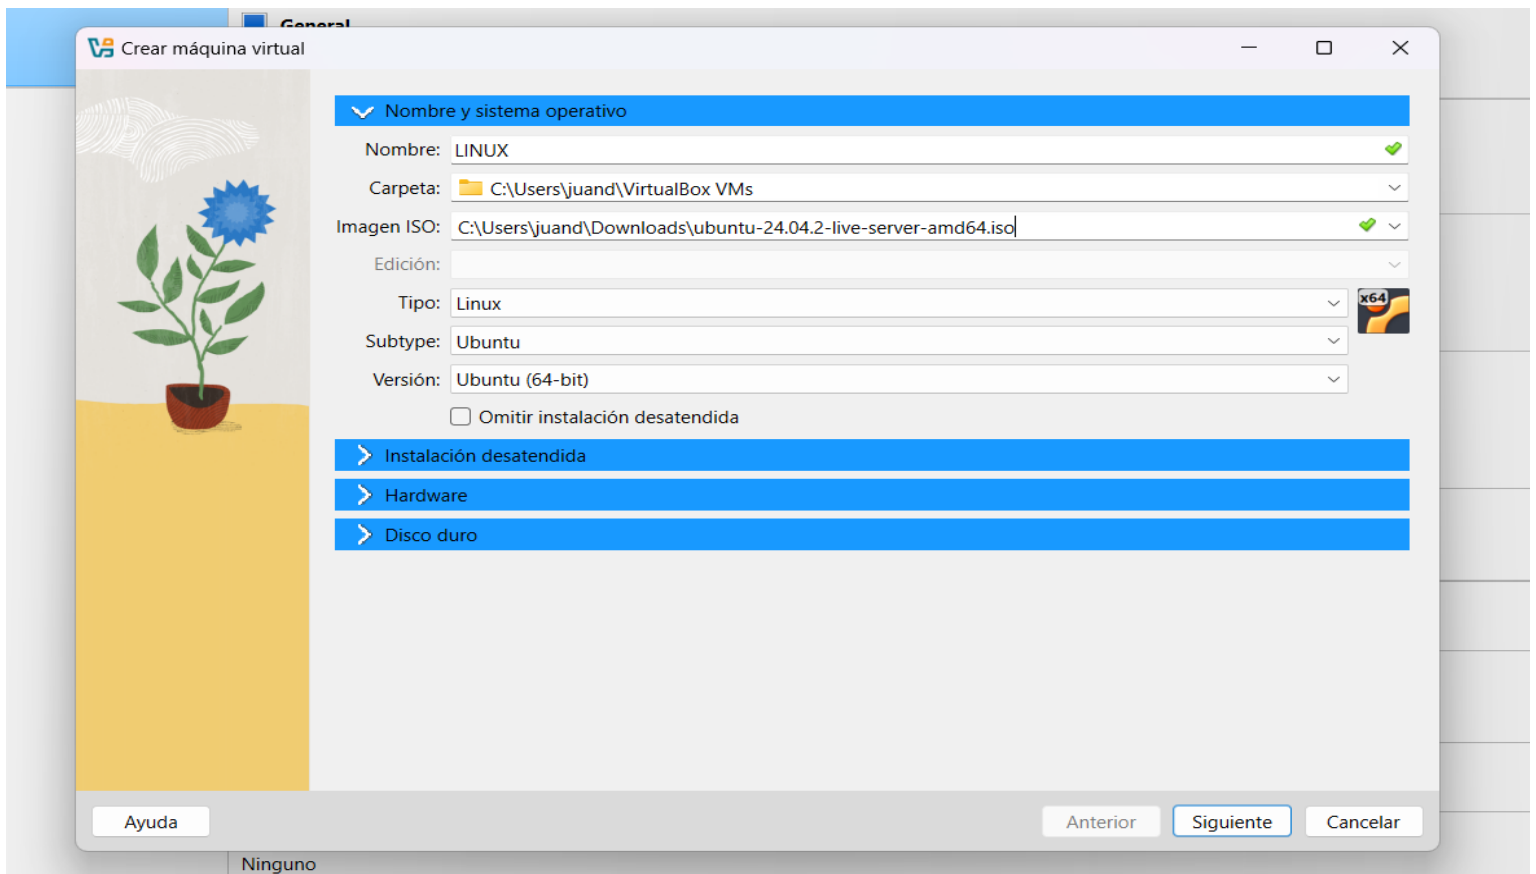 General
Crear máquina virtual
Nombre y sistema operativo
Nombre: LINUX
Carpeta: C:\Users\juand\VirtualBox VMs
Imagen ISO: C:\Users\juand\Downloads\ubuntu-24.04.2-live-server-amd64.iso
Edición:
Tipo: Linux
x64
Subtype: Ubuntu
Versión: Ubuntu (64-bit)
Omitir instalación desatendida
Instalación desatendida
Hardware
Disco duro
Ayuda Anterior Siguiente Cancelar
Ninguno